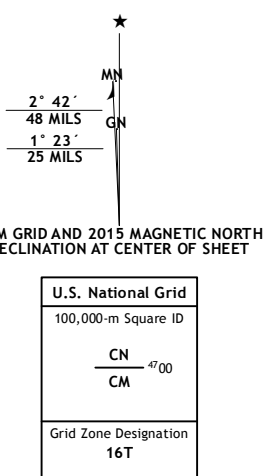 MN
2° 42´
48 MILS
GN
1° 23´
25 MILS
M GRID AND 2015 MAGNETIC NORTH
ECLINATION AT CENTER OF SHEET
U.S. National Grid
100,000-m Square ID
CN
4700
CM
Grid Zone Designation
16T